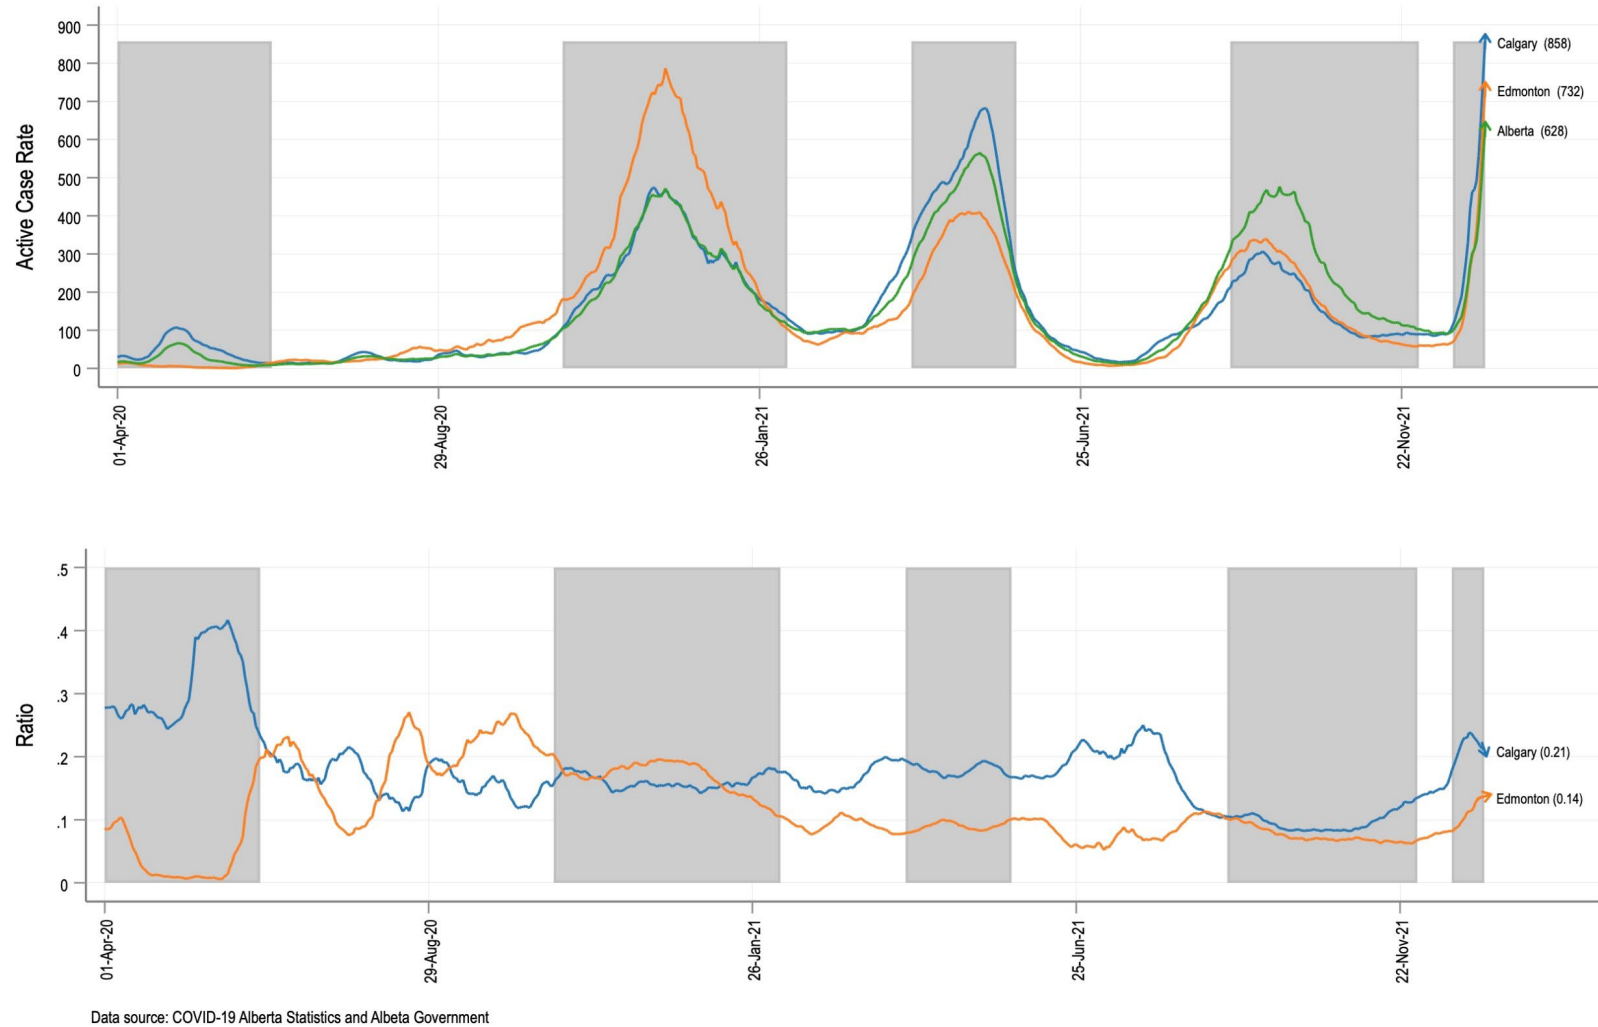 900
800
700
600
500
400
300
200
100
0
Active Case Rate
Calgary (858)
Edmonton (732)
Alberta (628)
01-Apr-20
29-Aug-20
26-Jan-21
25-Jun-21
22-Nov-21
.5
.4
.3
.2
.1
0
Ratio
Calgary (0.21)
Edmonton (0.14)
01-Apr-20
29-Aug-20
26-Jan-21
25-Jun-21
22-Nov-21
Data source: COVID-19 Alberta Statistics and Albeta Government